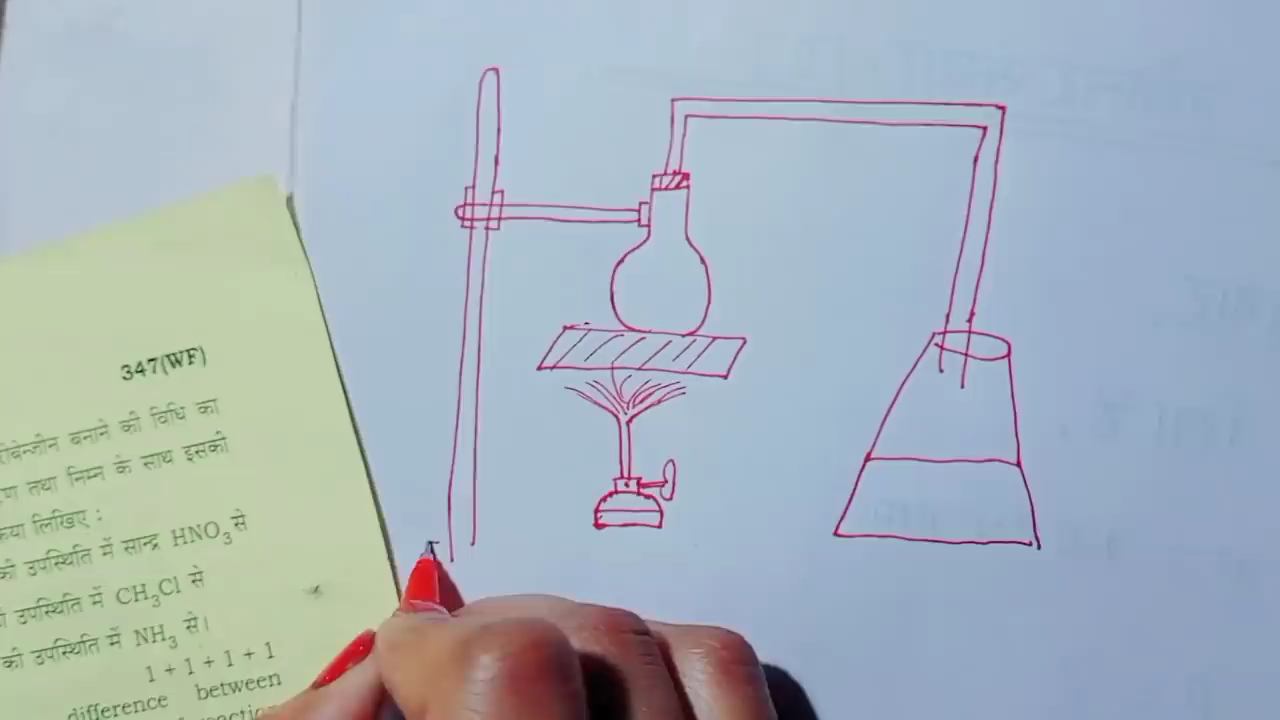 347(WF)
बनाने की विधि का
तथा निम्न के साथ इसकी
लिखिए :
की उपस्थिति में सान्द्र HNO₃ से
उपस्थिति में CH₃Cl से
की उपस्थिति में NH₃ से।
1 + 1 + 1 + 1
difference between